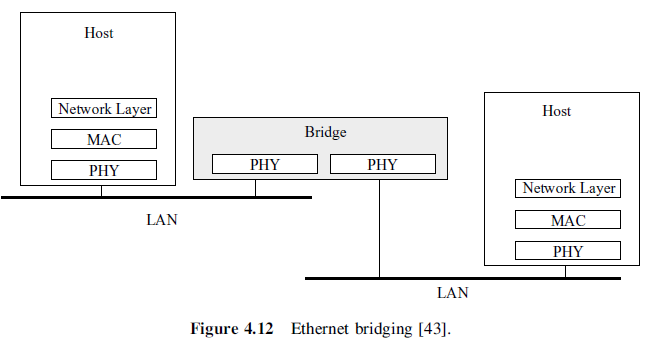 Host
Network Layer
MAC
PHY
Bridge
PHY
PHY
LAN
Host
Network Layer
MAC
PHY
LAN
Figure 4.12 Ethernet bridging [43].